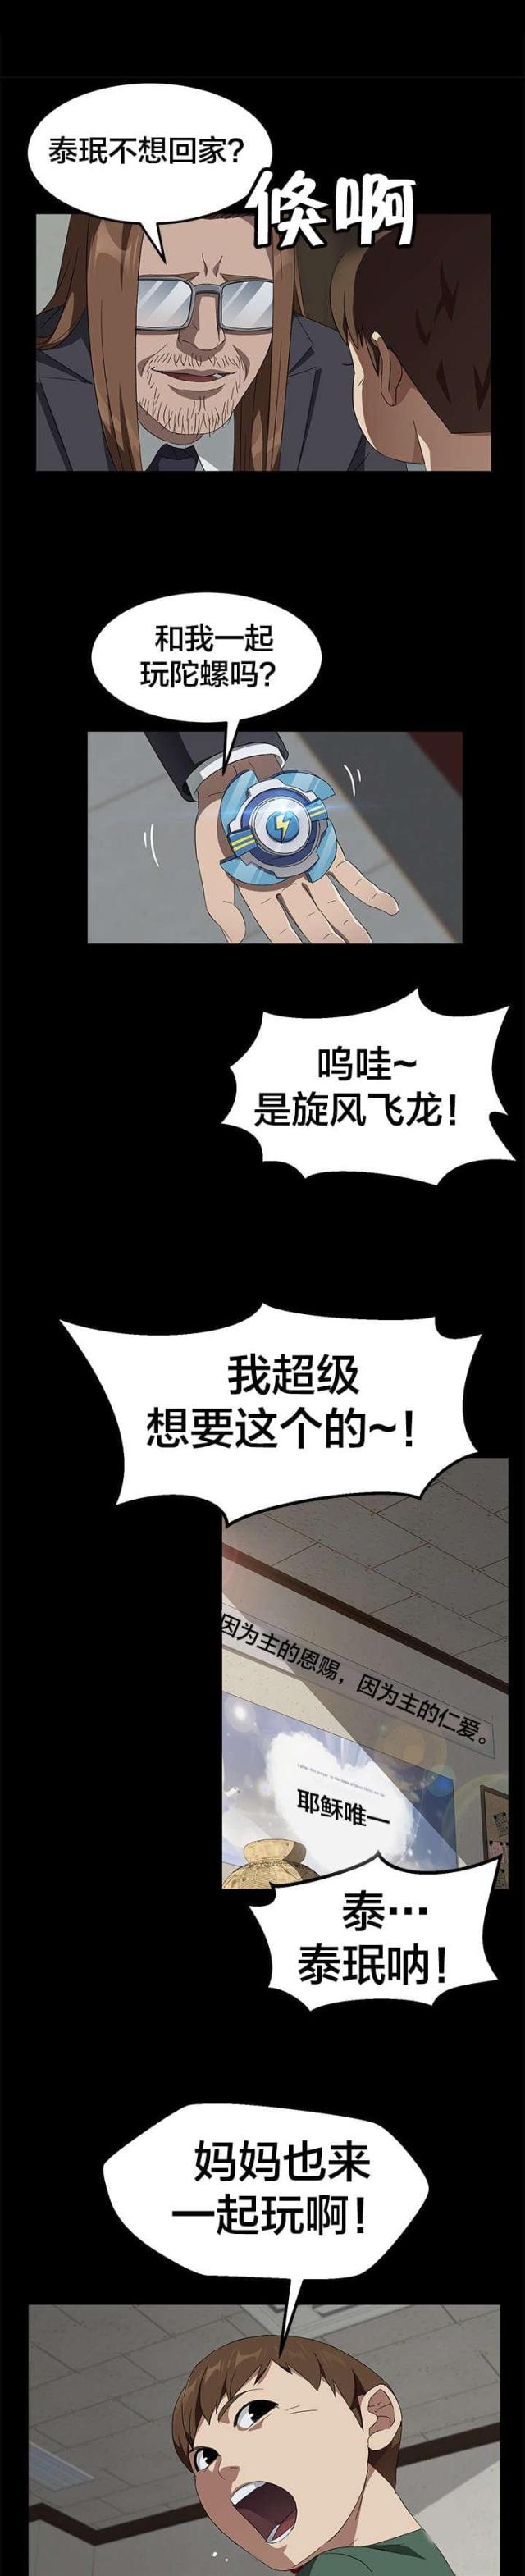 泰珉不想回家？
倏啊
和我一起
玩陀螺吗？
呜哇~
是旋风飞龙！
我超级
想要这个的~！
因为主的恩赐，因为主的仁爱。
耶稣唯一
泰…
泰珉呐！
妈妈也来
一起玩啊！